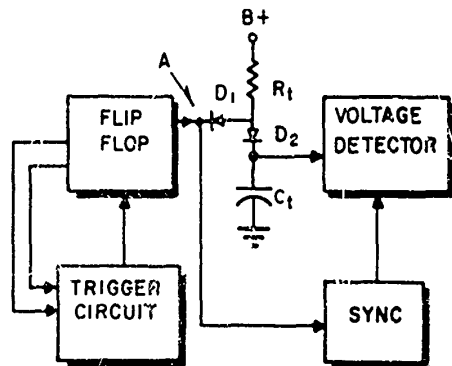 B+
A
D1
Rt
FLIP
FLOP
D2
VOLTAGE
DETECTOR
Ct
TRIGGER
CIRCUIT
SYNC